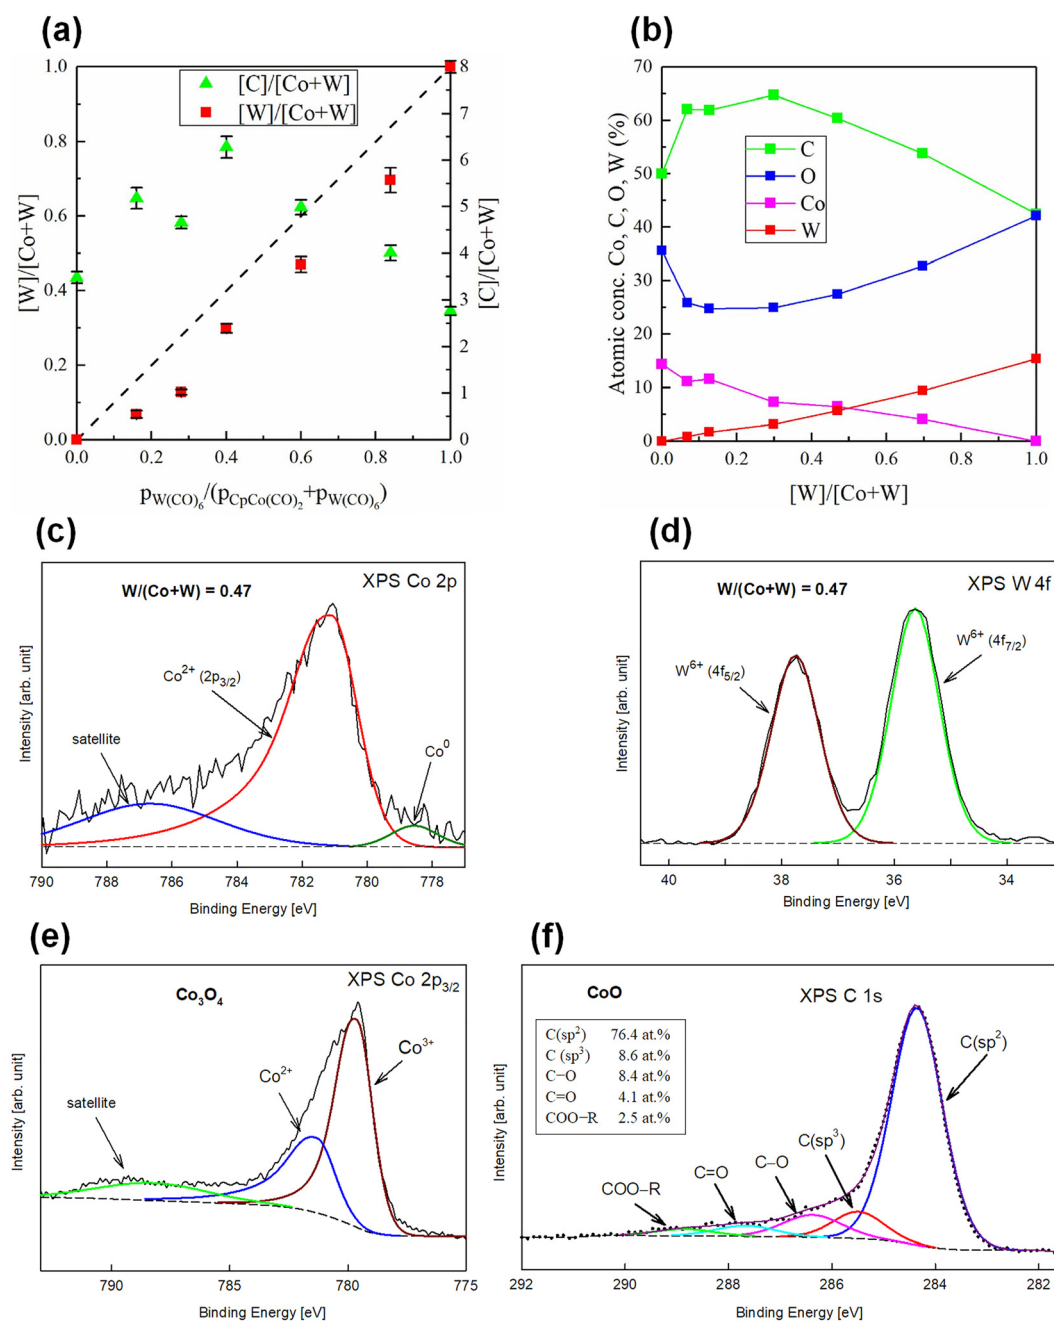 (a)
[C]/[Co+W]
[W]/[Co+W]
[W]/[Co+W]
[C]/[Co+W]
1.0
0.8
0.6
0.4
0.2
0.0
8
7
6
5
4
3
2
1
0
0.0 0.2 0.4 0.6 0.8 1.0
p_W(CO)₆/(p_CpCo(CO)₂+p_W(CO)₆)
(b)
Atomic conc. Co, C, O, W (%)
70
60
50
40
30
20
10
0
C
O
Co
W
0.0 0.2 0.4 0.6 0.8 1.0
[W]/[Co+W]
(c)
W/(Co+W) = 0.47
XPS Co 2p
Intensity [arb. unit]
Co²⁺ (2p₃/₂)
satellite
Co⁰
790 788 786 784 782 780 778
Binding Energy [eV]
(d)
W/(Co+W) = 0.47
XPS W 4f
Intensity [arb. unit]
W⁶⁺ (4f₇/₂)
W⁶⁺ (4f₅/₂)
40 38 36 34
Binding Energy [eV]
(e)
Co₃O₄
XPS Co 2p₃/₂
Intensity [arb. unit]
Co³⁺
Co²⁺
satellite
790 785 780 775
Binding Energy [eV]
(f)
CoO
XPS C 1s
Intensity [arb. unit]
C(sp²) 76.4 at.%
C (sp³) 8.6 at.%
C−O 8.4 at.%
C=O 4.1 at.%
COO−R 2.5 at.%
C(sp²)
C(sp³)
C–O
C=O
COO–R
292 290 288 286 284 282
Binding Energy [eV]